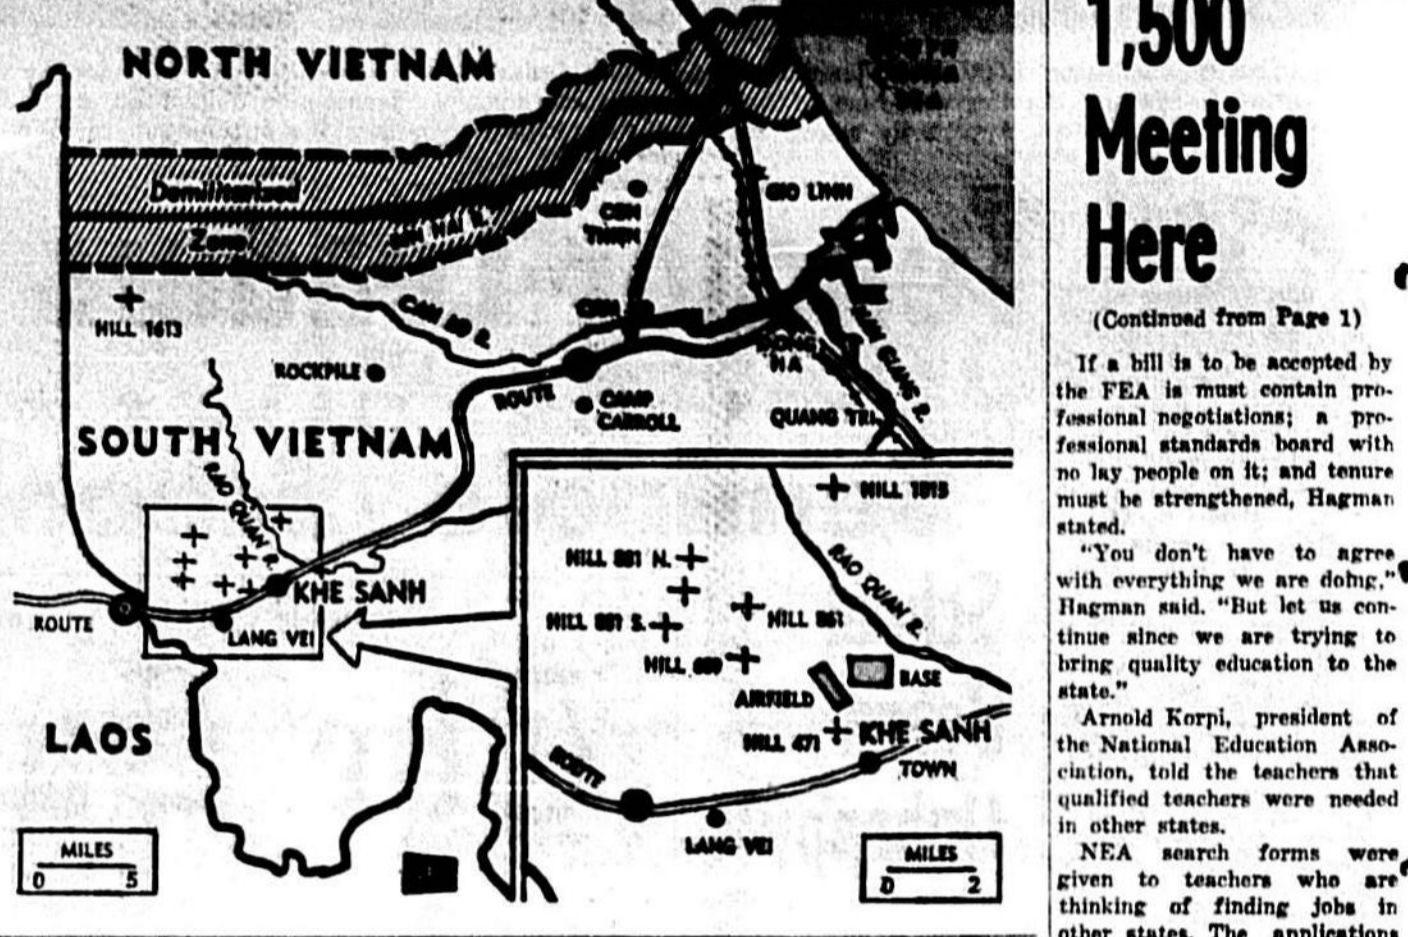 NORTH VIETNAM
Demilitarized
Zone
GIO LINH
HILL 1613
CAM LO R.
ROCKPILE
ROUTE
CAMP
CARROLL
DONG
HA
QUANG TRI
SOUTH VIETNAM
RAO QUAN R.
KHE SANH
ROUTE
LANG VEI
LAOS
MILES
0 5
HILL 1015
HILL 881 N.
RAO QUAN R.
HILL 861
HILL 881 S.
HILL
BASE
AIRFIELD
HILL 471
KHE SANH
TOWN
ROUTE
LANG VEI
MILES
0 2
1,500
Meeting
Here
(Continued from Page 1)
If a bill is to be accepted by
the FEA is must contain pro-
fessional negotiations; a pro-
fessional standards board with
no lay people on it; and tenure
must be strengthened, Hagman
stated.
"You don't have to agree
with everything we are doing,"
Hagman said. "But let us con-
tinue since we are trying to
bring quality education to the
state."
Arnold Korpi, president of
the National Education Asso-
ciation, told the teachers that
qualified teachers were needed
in other states.
NEA search forms were
given to teachers who are
thinking of finding jobs in
other states. The applications